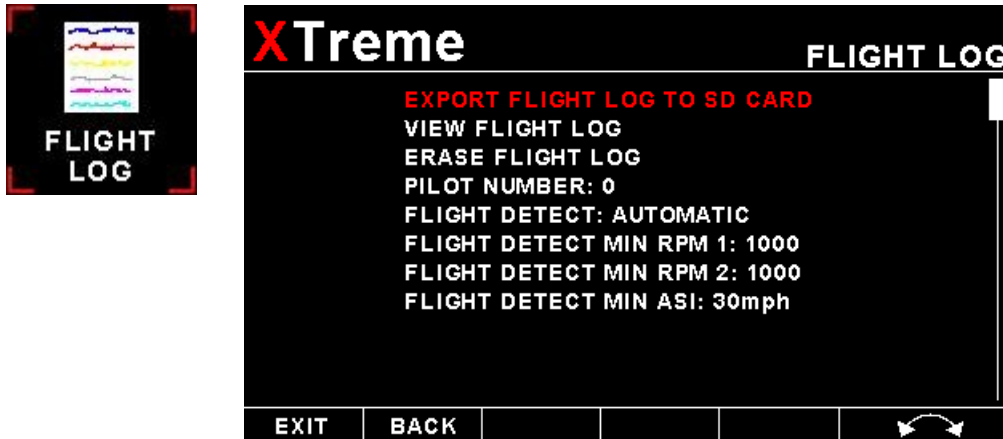 FLIGHT
LOG
XTreme
FLIGHT LOG
EXPORT FLIGHT LOG TO SD CARD
VIEW FLIGHT LOG
ERASE FLIGHT LOG
PILOT NUMBER: 0
FLIGHT DETECT: AUTOMATIC
FLIGHT DETECT MIN RPM 1: 1000
FLIGHT DETECT MIN RPM 2: 1000
FLIGHT DETECT MIN ASI: 30mph
EXIT BACK